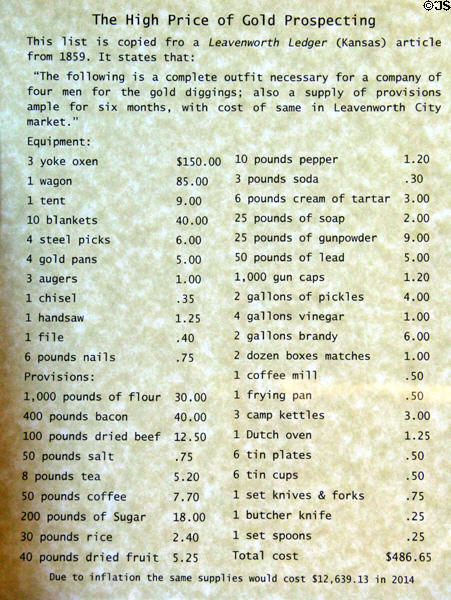 ©JS
The High Price of Gold Prospecting
This list is copied fro a Leavenworth Ledger (Kansas) article
from 1859. It states that:
“The following is a complete outfit necessary for a company of
four men for the gold diggings; also a supply of provisions
ample for six months, with cost of same in Leavenworth City
market.”
Equipment:
3 yoke oxen $150.00
1 wagon 85.00
1 tent 9.00
10 blankets 40.00
4 steel picks 6.00
4 gold pans 5.00
3 augers 1.00
1 chisel .35
1 handsaw 1.25
1 file .40
6 pounds nails .75
Provisions:
1,000 pounds of flour 30.00
400 pounds bacon 40.00
100 pounds dried beef 12.50
50 pounds salt .75
8 pounds tea 5.20
50 pounds coffee 7.70
200 pounds of Sugar 18.00
30 pounds rice 2.40
40 pounds dried fruit 5.25
10 pounds pepper 1.20
3 pounds soda .30
6 pounds cream of tartar 3.00
25 pounds of soap 2.00
25 pounds of gunpowder 9.00
50 pounds of lead 5.00
1,000 gun caps 1.20
2 gallons of pickles 4.00
4 gallons vinegar 1.00
2 gallons brandy 6.00
2 dozen boxes matches 1.00
1 coffee mill .50
1 frying pan .50
3 camp kettles 3.00
1 Dutch oven 1.25
6 tin plates .50
6 tin cups .50
1 set knives & forks .75
1 butcher knife .25
1 set spoons .25
Total cost $486.65
Due to inflation the same supplies would cost $12,639.13 in 2014